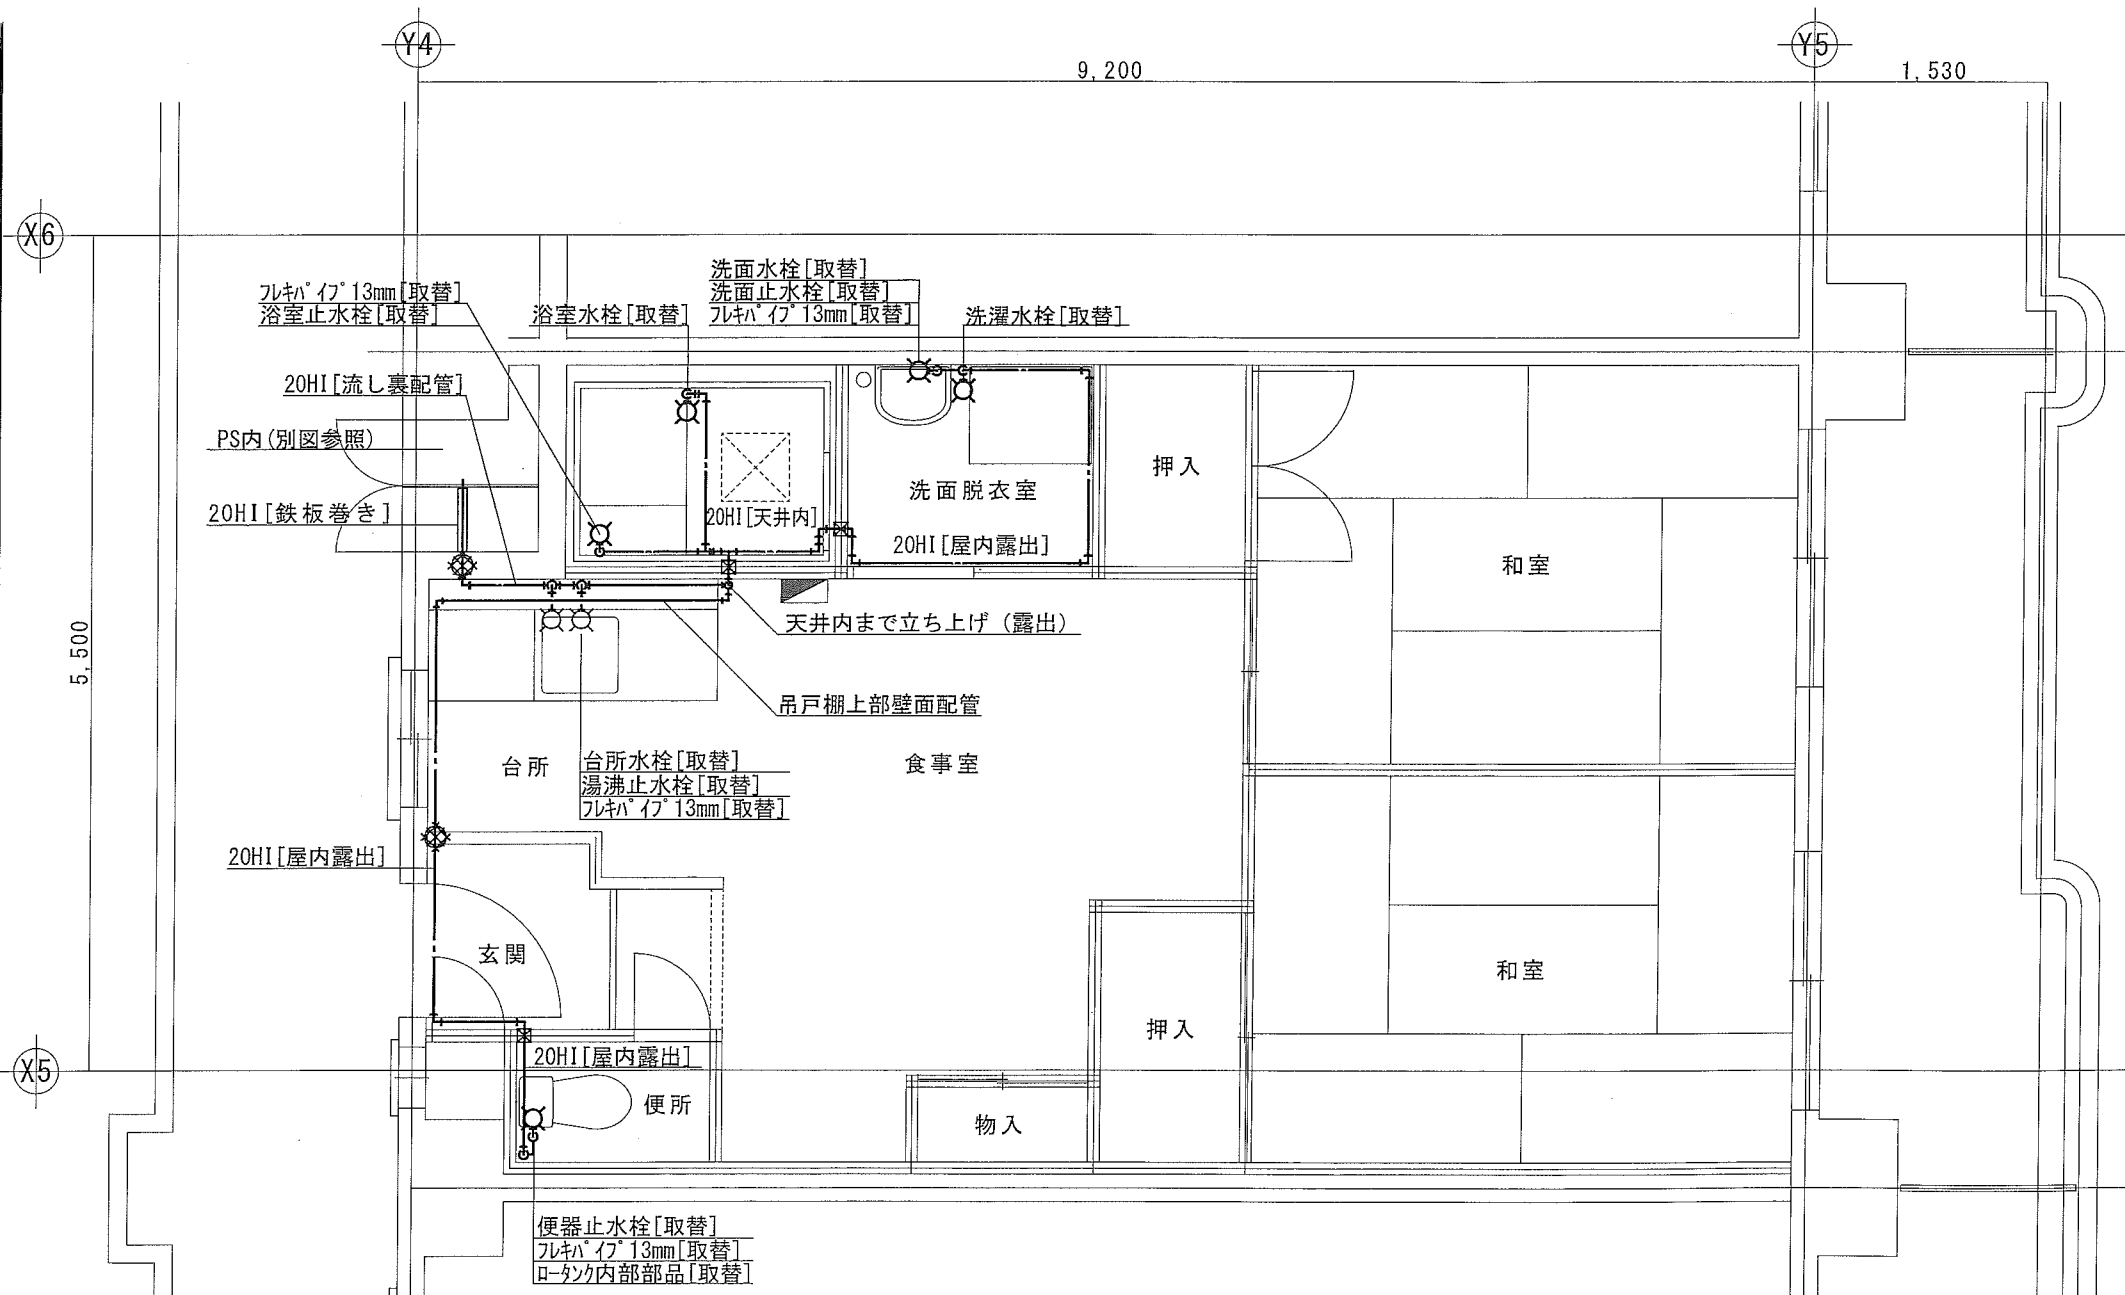 Y4
Y5
9,200
1,530
X6
洗面水栓[取替]
洗面止水栓[取替]
ﾌﾚｷﾊﾟｲﾌﾟ13mm[取替]
ﾌﾚｷﾊﾟｲﾌﾟ13mm[取替]
浴室止水栓[取替]
浴室水栓[取替]
洗濯水栓[取替]
20HI[流し裏配管]
PS内(別図参照)
押入
洗面脱衣室
20HI[鉄板巻き]
20HI[天井内]
20HI[屋内露出]
和室
天井内まで立ち上げ（露出）
5,500
吊戸棚上部壁面配管
台所
台所水栓[取替]
湯沸止水栓[取替]
ﾌﾚｷﾊﾟｲﾌﾟ13mm[取替]
食事室
20HI[屋内露出]
玄関
和室
押入
20HI[屋内露出]
X5
便所
物入
便器止水栓[取替]
ﾌﾚｷﾊﾟｲﾌﾟ13mm[取替]
ﾛｰﾀﾝｸ内部部品[取替]